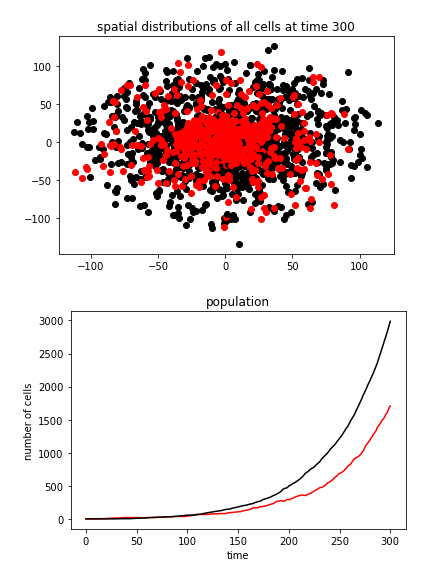 spatial distributions of all cells at time 300
100
50
0
−50
−100
−100 −50 0 50 100
population
3000
2500
2000
1500
1000
500
0
number of cells
0 50 100 150 200 250 300
time